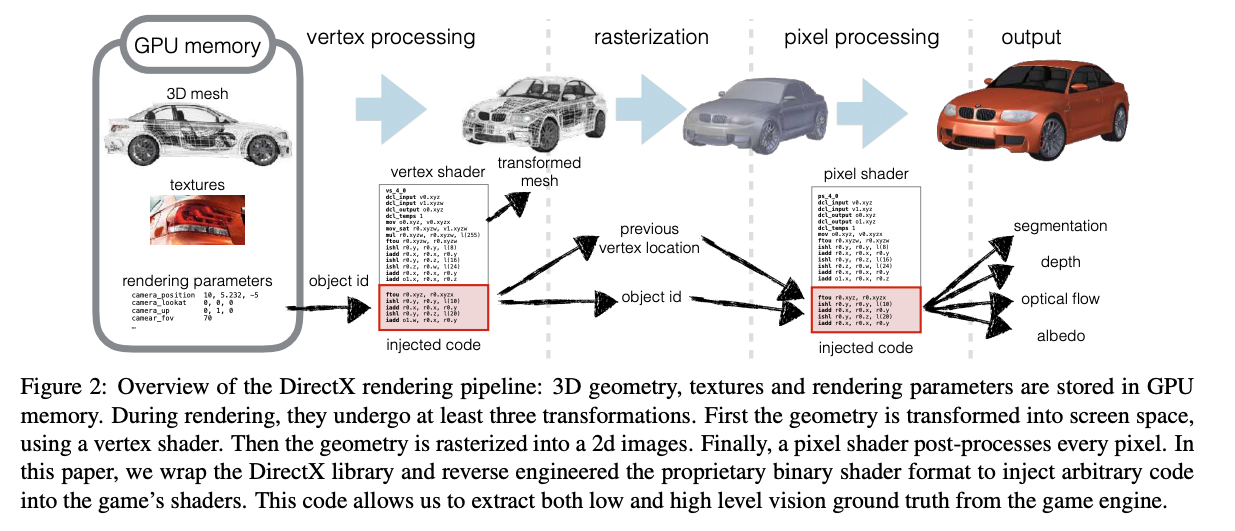 GPU memory
vertex processing
rasterization
pixel processing
output
3D mesh
textures
rendering parameters
camera_position 10, 5.232, -5
camera_lookat 0, 0, 0
camera_up 0, 1, 0
camear_fov 70
…
object id
vertex shader
vs_4_0
dcl_input v0.xyz
dcl_input v1.xyzw
dcl_output o0.xyz
dcl_temps 1
mov o0.xyz, v0.xyzx
mov_sat r0.xyzw, v1.xyzw
mul r0.xyzw, r0.xyzw, l(255)
ftou r0.xyzw, r0.xyzw
ishl r0.y, r0.y, l(8)
iadd r0.x, r0.x, r0.y
ishl r0.y, r0.z, l(16)
ishl r0.z, r0.w, l(24)
iadd r0.x, r0.x, r0.y
iadd o1.x, r0.x, r0.z
ftou r0.xyz, r0.xyzx
ishl r0.y, r0.y, l(10)
iadd r0.x, r0.x, r0.y
ishl r0.y, r0.z, l(20)
iadd o1.w, r0.x, r0.y
injected code
transformed
mesh
previous
vertex location
object id
pixel shader
ps_4_0
dcl_input v0.xyz
dcl_input v1.xyz
dcl_output o0.xyz
dcl_output o1.xyz
dcl_temps 1
mov o0.xyz, v0.xyzx
ftou r0.xyzw, r0.xyzw
ishl r0.y, r0.y, l(8)
iadd r0.x, r0.x, r0.y
ishl r0.y, r0.z, l(16)
ishl r0.z, r0.w, l(24)
iadd r0.x, r0.x, r0.y
iadd o1.x, r0.x, r0.z
ftou r0.xyz, r0.xyzx
ishl r0.y, r0.y, l(10)
iadd r0.x, r0.x, r0.y
ishl r0.y, r0.z, l(20)
iadd r0.x, r0.x, r0.y
injected code
segmentation
depth
optical flow
albedo
Figure 2: Overview of the DirectX rendering pipeline: 3D geometry, textures and rendering parameters are stored in GPU
memory. During rendering, they undergo at least three transformations. First the geometry is transformed into screen space,
using a vertex shader. Then the geometry is rasterized into a 2d images. Finally, a pixel shader post-processes every pixel. In
this paper, we wrap the DirectX library and reverse engineered the proprietary binary shader format to inject arbitrary code
into the game's shaders. This code allows us to extract both low and high level vision ground truth from the game engine.